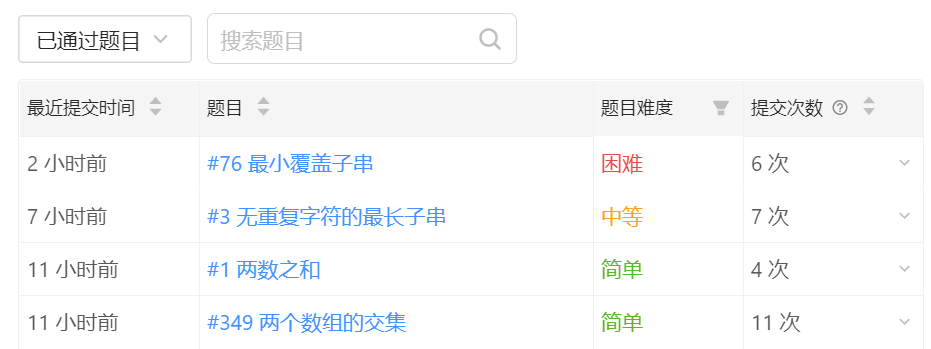 已通过题目 搜索题目
最近提交时间 题目 题目难度 提交次数 ?
2 小时前 #76 最小覆盖子串 困难 6 次
7 小时前 #3 无重复字符的最长子串 中等 7 次
11 小时前 #1 两数之和 简单 4 次
11 小时前 #349 两个数组的交集 简单 11 次